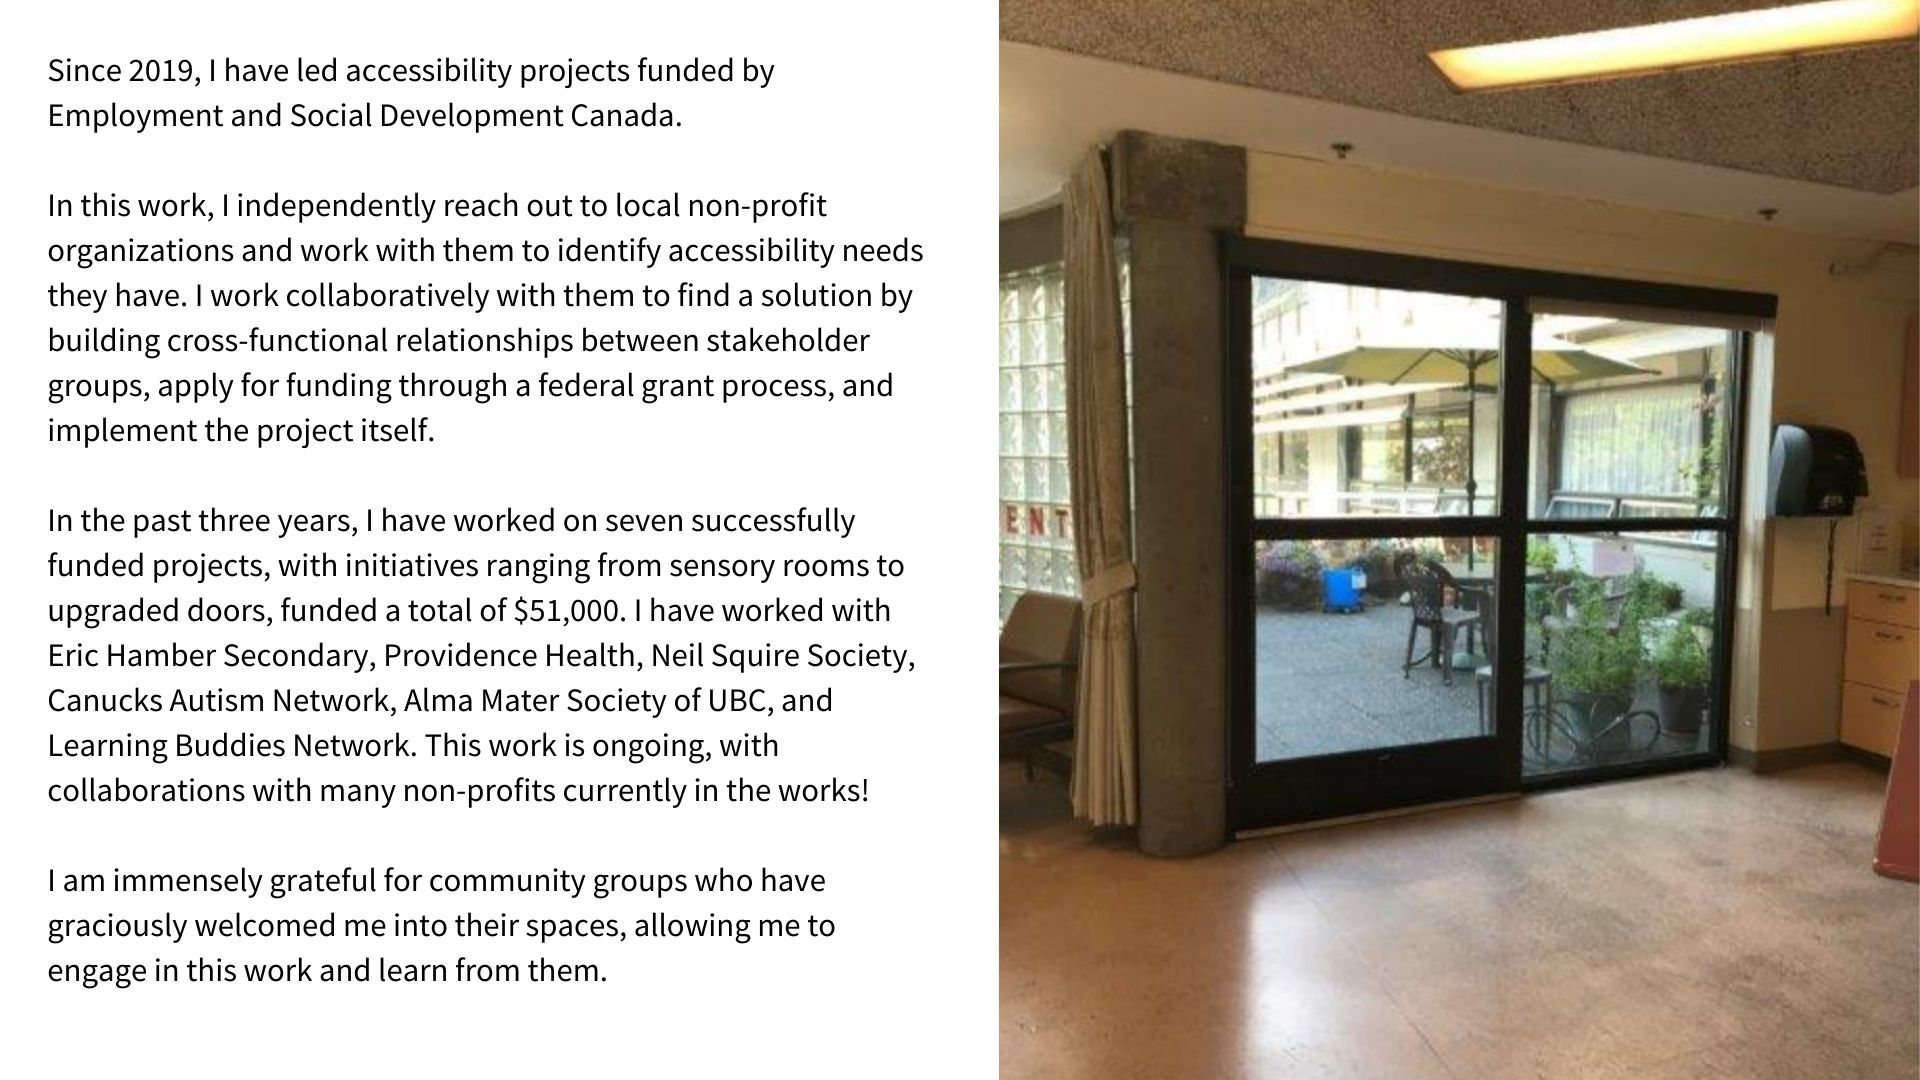 Since 2019, I have led accessibility projects funded by
Employment and Social Development Canada.
In this work, I independently reach out to local non-profit
organizations and work with them to identify accessibility needs
they have. I work collaboratively with them to find a solution by
building cross-functional relationships between stakeholder
groups, apply for funding through a federal grant process, and
implement the project itself.
In the past three years, I have worked on seven successfully
funded projects, with initiatives ranging from sensory rooms to
upgraded doors, funded a total of $51,000. I have worked with
Eric Hamber Secondary, Providence Health, Neil Squire Society,
Canucks Autism Network, Alma Mater Society of UBC, and
Learning Buddies Network. This work is ongoing, with
collaborations with many non-profits currently in the works!
I am immensely grateful for community groups who have
graciously welcomed me into their spaces, allowing me to
engage in this work and learn from them.
ENT